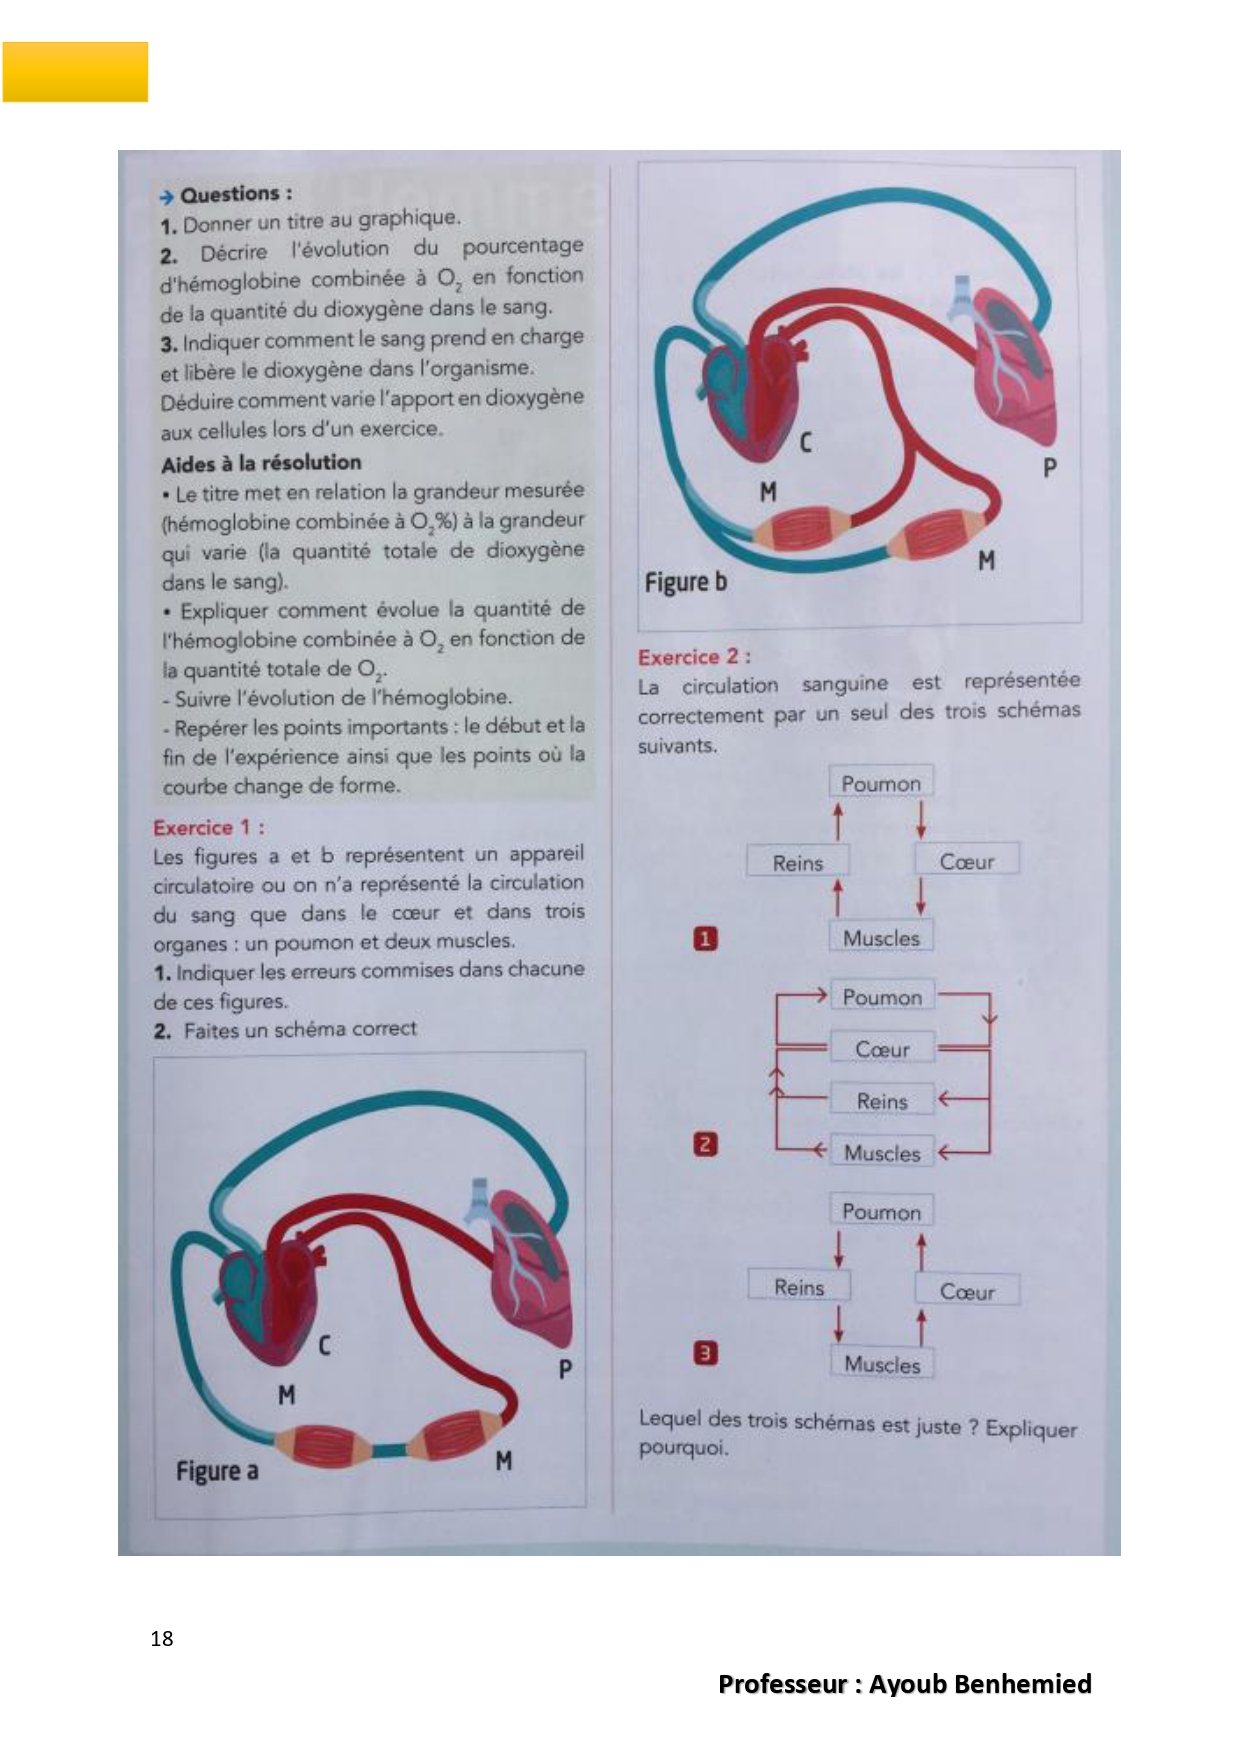 → Questions :
1. Donner un titre au graphique.
2. Décrire l'évolution du pourcentage
d'hémoglobine combinée à O₂ en fonction
de la quantité du dioxygène dans le sang.
3. Indiquer comment le sang prend en charge
et libère le dioxygène dans l'organisme.
Déduire comment varie l'apport en dioxygène
aux cellules lors d'un exercice.
Aides à la résolution
• Le titre met en relation la grandeur mesurée
(hémoglobine combinée à O₂%) à la grandeur
qui varie (la quantité totale de dioxygène
dans le sang).
• Expliquer comment évolue la quantité de
l'hémoglobine combinée à O₂ en fonction de
la quantité totale de O₂.
- Suivre l'évolution de l'hémoglobine.
- Repérer les points importants : le début et la
fin de l'expérience ainsi que les points où la
courbe change de forme.
Exercice 1 :
Les figures a et b représentent un appareil
circulatoire ou on n'a représenté la circulation
du sang que dans le cœur et dans trois
organes : un poumon et deux muscles.
1. Indiquer les erreurs commises dans chacune
de ces figures.
2. Faites un schéma correct
C
P
M
M
Figure a
C
P
M
M
Figure b
Exercice 2 :
La circulation sanguine est représentée
correctement par un seul des trois schémas
suivants.
Poumon
Reins
Cœur
1
Muscles
Poumon
Cœur
Reins
2
Muscles
Poumon
Reins
Cœur
3
Muscles
Lequel des trois schémas est juste ? Expliquer
pourquoi.
18
Professeur : Ayoub Benhemied